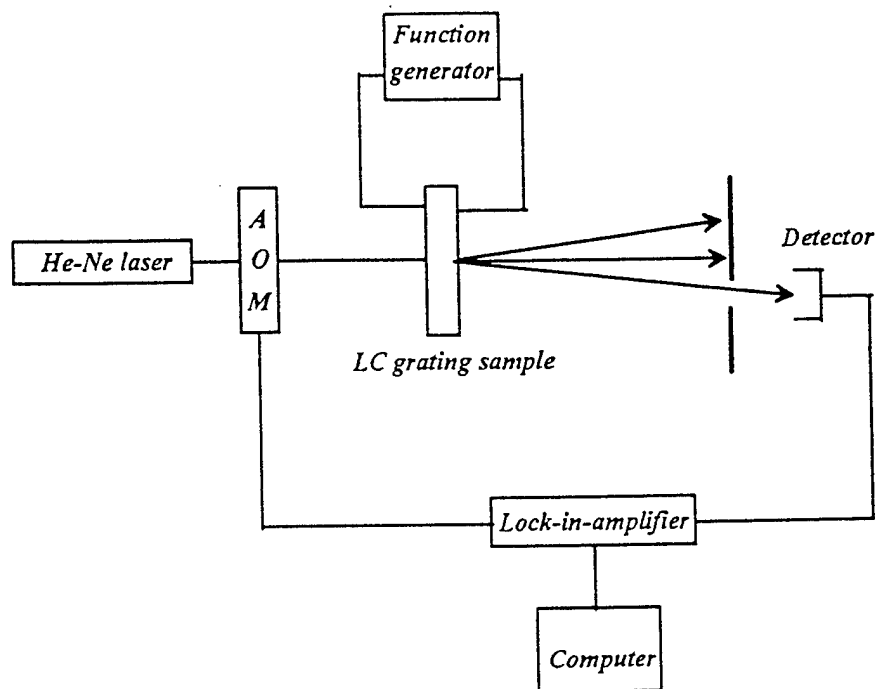 Function
generator
A
O
M
He-Ne laser
Detector
LC grating sample
Lock-in-amplifier
Computer